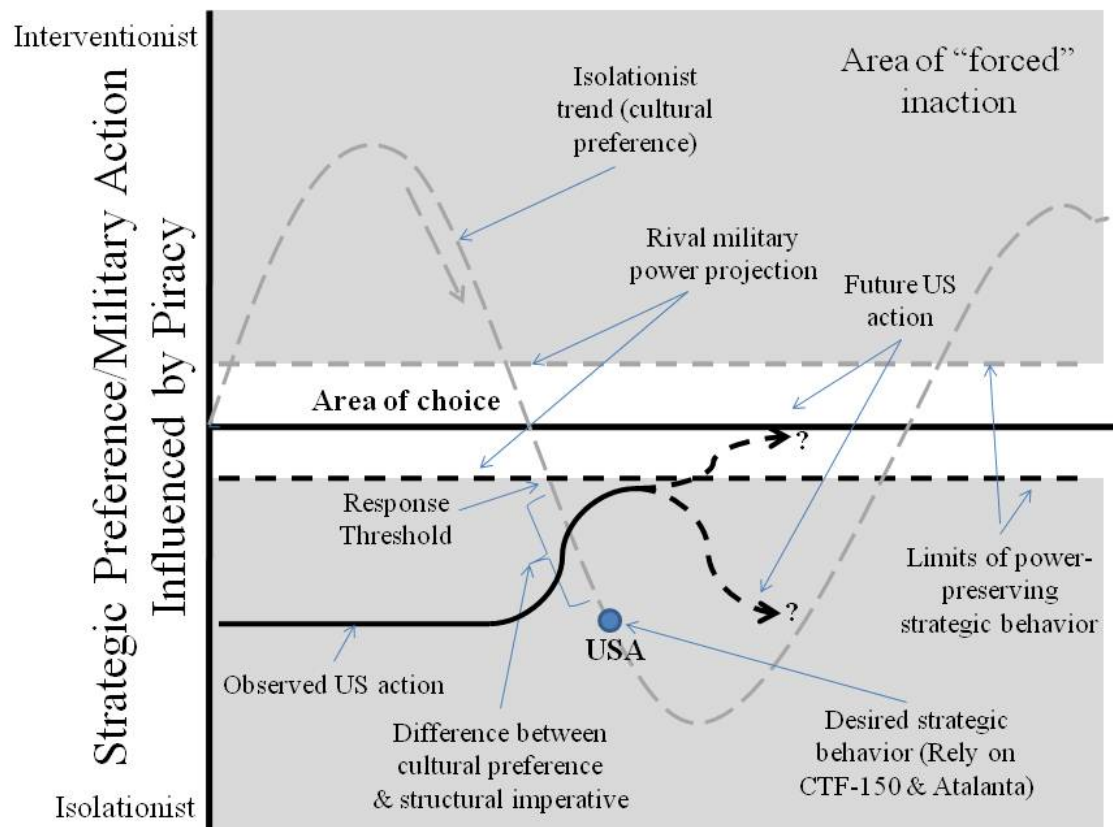 Interventionist
Strategic Preference/Military Action
Influenced by Piracy
Isolationist
Area of “forced”
inaction
Isolationist
trend (cultural
preference)
Rival military
power projection
Future US
action
Area of choice
?
Response
Threshold
Limits of power-
preserving
strategic behavior
?
USA
Observed US action
Difference between
cultural preference
& structural imperative
Desired strategic
behavior (Rely on
CTF-150 & Atalanta)